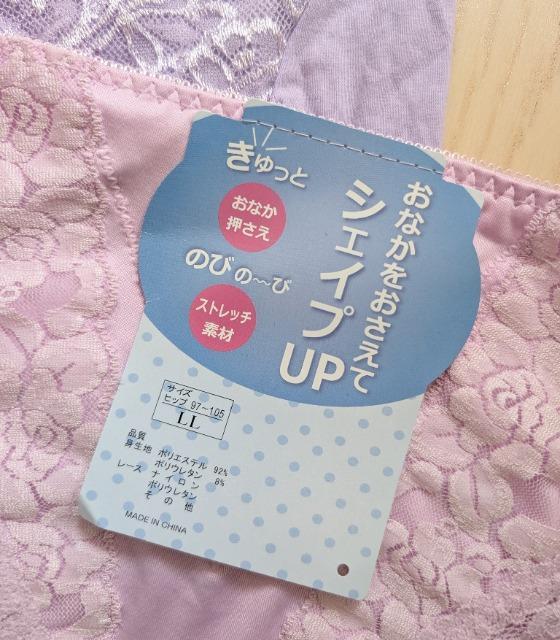 おなかをおさえて
シェイプUP
ぎゅっと
おなか
押さえ
のびの〜び
ストレッチ
素材
サイズ
ヒップ 97〜105
LL
品質
身生地 ポリエステル 92%
ポリウレタン 8%
レース ナイロン
ポリウレタン
その他
MADE IN CHINA